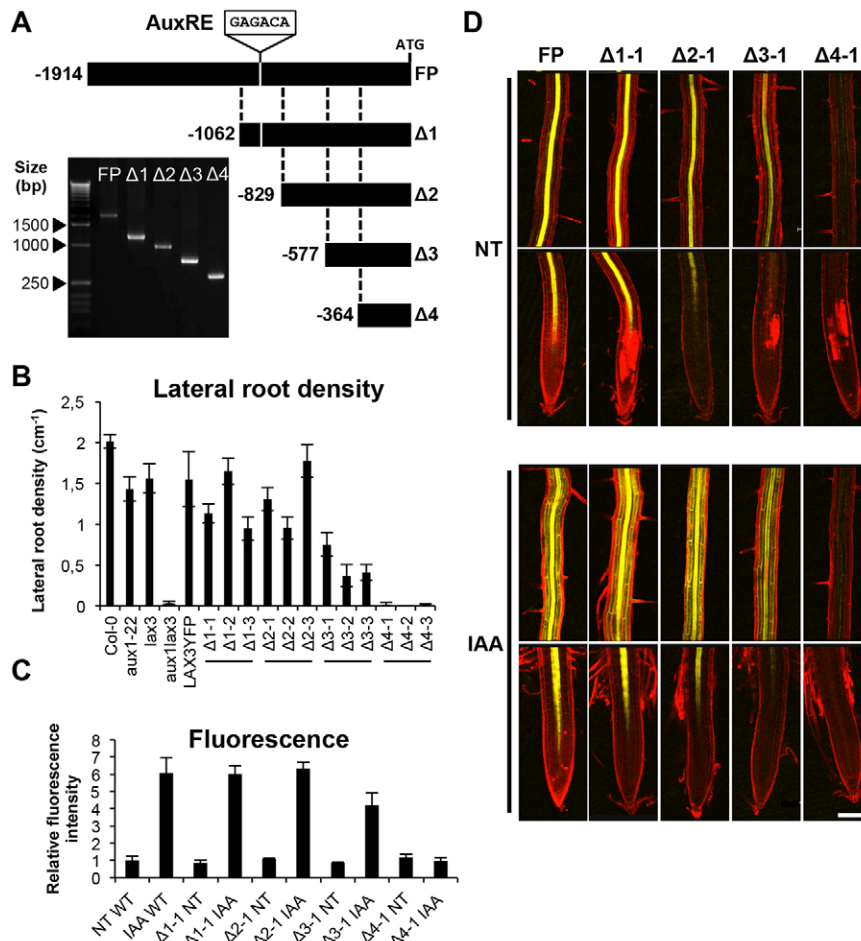 A
AuxRE
GAGACA
ATG
-1914
FP
-1062
Δ1
-829
Δ2
-577
Δ3
-364
Δ4
Size
(bp)
FP Δ1 Δ2 Δ3 Δ4
1500
1000
250
B
Lateral root density
Lateral root density (cm⁻¹)
2,5
2
1,5
1
0,5
0
Col-0
aux1-22
lax3
aux1lax3
LAX3YFP
Δ1-1
Δ1-2
Δ1-3
Δ2-1
Δ2-2
Δ2-3
Δ3-1
Δ3-2
Δ3-3
Δ4-1
Δ4-2
Δ4-3
C
Fluorescence
Relative fluorescence
intensity
8
7
6
5
4
3
2
1
0
NT WT
IAA WT
Δ1-1 NT
Δ1-1 IAA
Δ2-1 NT
Δ2-1 IAA
Δ3-1 NT
Δ3-1 IAA
Δ4-1 NT
Δ4-1 IAA
D
FP Δ1-1 Δ2-1 Δ3-1 Δ4-1
NT
IAA